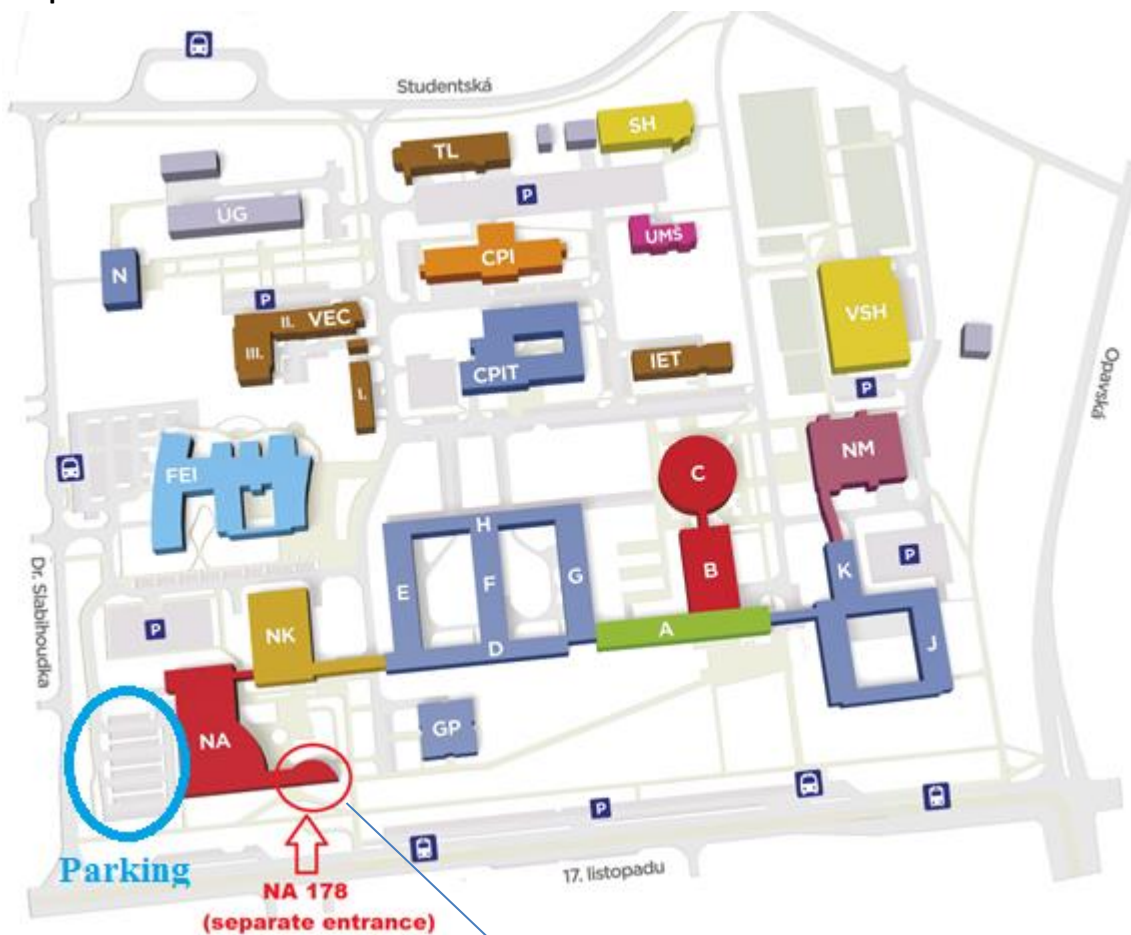 Studentská
SH
TL
P
ÚG
UMŠ
CPI
N
P
II. VEC
III.
I.
VSH
CPIT
IET
P
Opavská
FEI
C
NM
H
E
F
G
B
K
P
Dr. Slabihoudka
P
NK
A
D
J
NA
GP
P
Parking
17. listopadu
NA 178
(separate entrance)